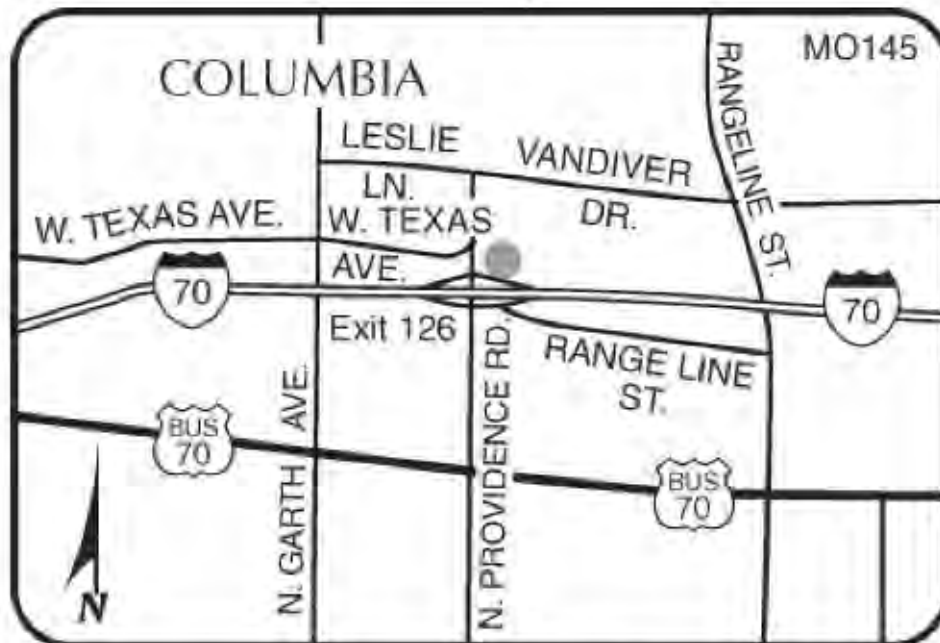 MO145
COLUMBIA
RANGELINE ST.
LESLIE
LN.
VANDIVER
DR.
W. TEXAS AVE.
W. TEXAS
AVE.
70
70
Exit 126
RANGE LINE
ST.
BUS
70
BUS
70
N. GARTH AVE.
N. PROVIDENCE RD.
N